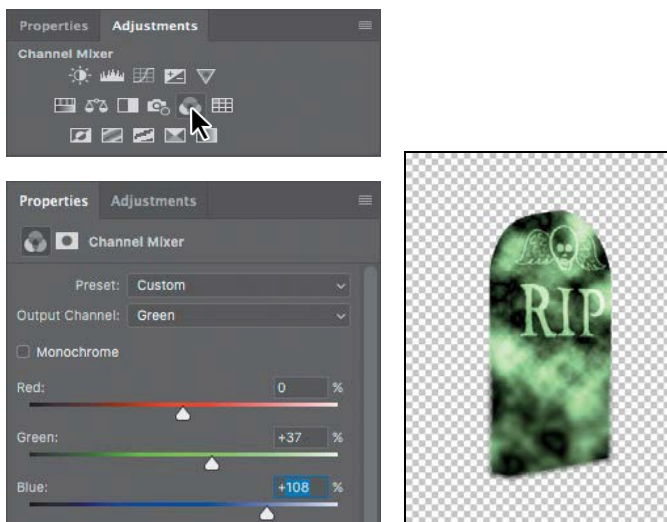 Properties Adjustments
Channel Mixer
Properties Adjustments
Channel Mixer
Preset: Custom
Output Channel: Green
Monochrome
Red: 0 %
Green: +37 %
Blue: +108 %
RIP